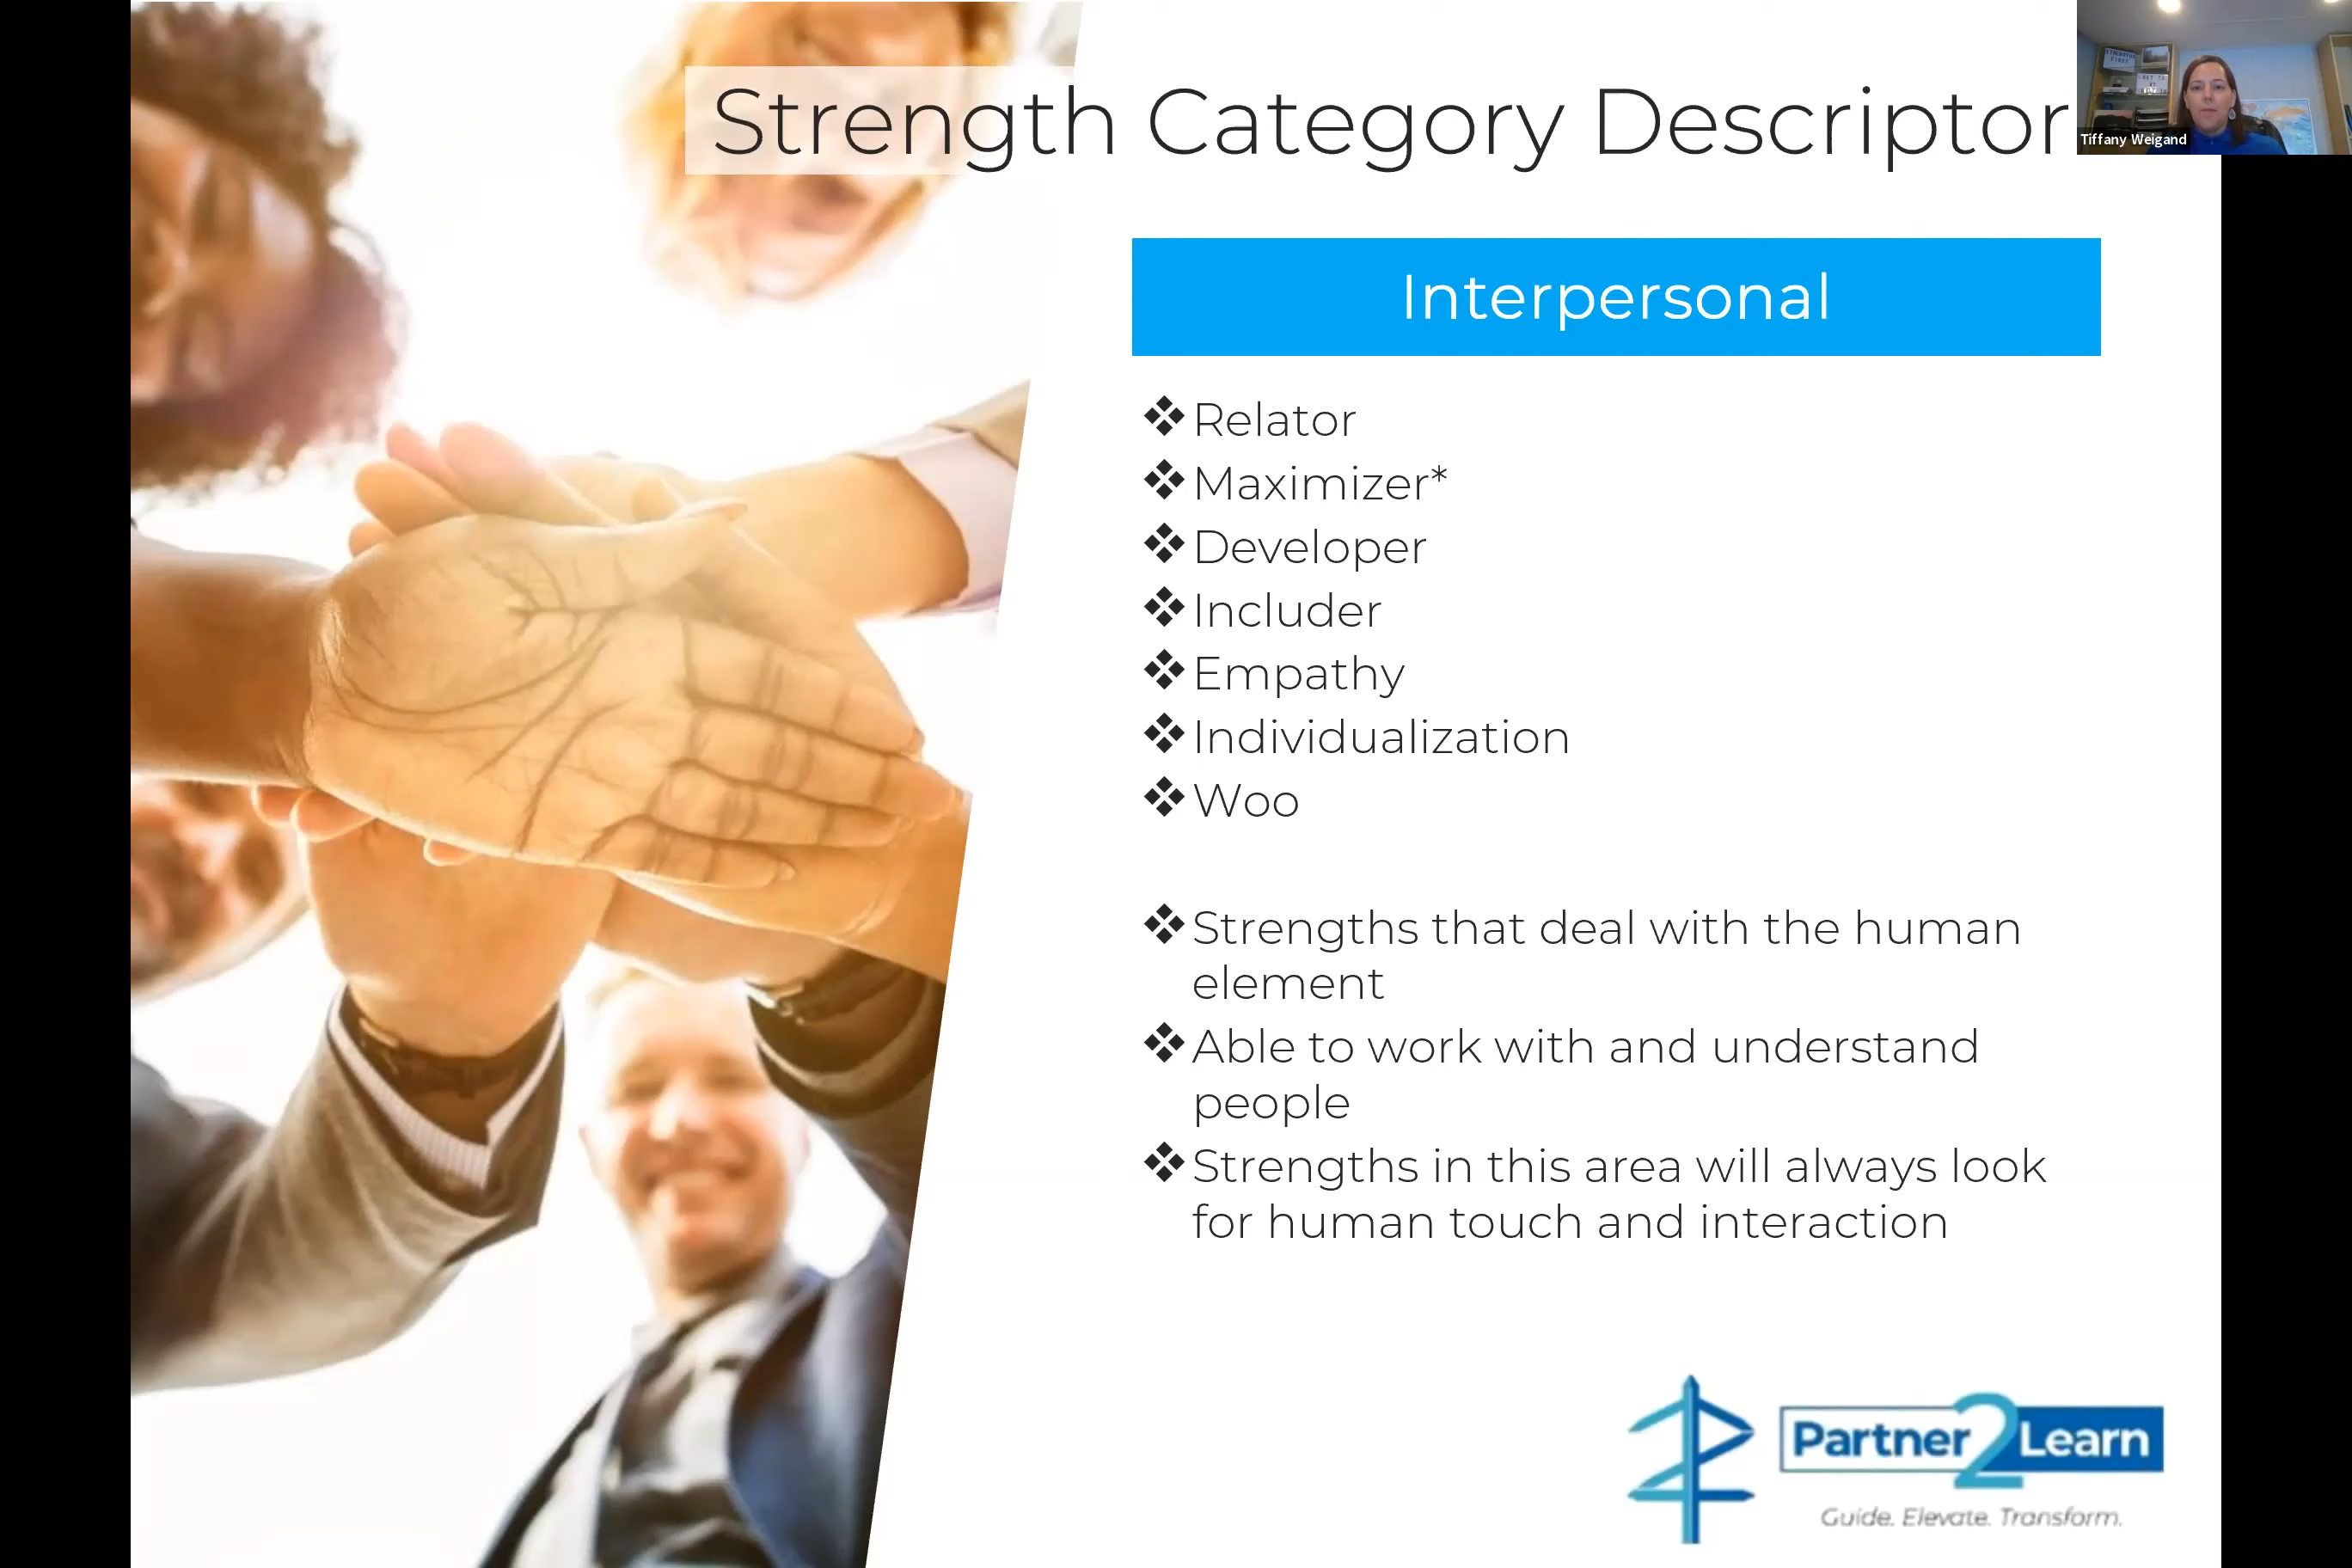 Strength Category Descriptor
Tiffany Weigand
Interpersonal
❖ Relator
❖ Maximizer*
❖ Developer
❖ Includer
❖ Empathy
❖ Individualization
❖ Woo
❖ Strengths that deal with the human
element
❖ Able to work with and understand
people
❖ Strengths in this area will always look
for human touch and interaction
Partner2Learn
Guide. Elevate. Transform.